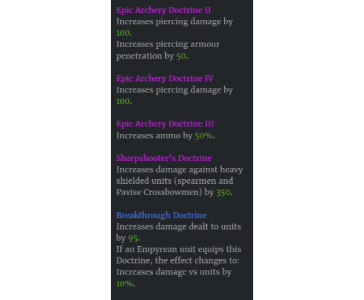 Epic Archery Doctrine II
Increases piercing damage by
100.
Increases piercing armour
penetration by 50.
Epic Archery Doctrine IV
Increases piercing damage by
100.
Epic Archery Doctrine III
Increases ammo by 50%.
Sharpshooter's Doctrine
Increases damage against heavy
shielded units (spearmen and
Pavise Crossbowmen) by 350.
Breakthrough Doctrine
Increases damage dealt to units
by 95.
If an Empyrean unit equips this
Doctrine, the effect changes to:
Increases damage vs units by
10%.